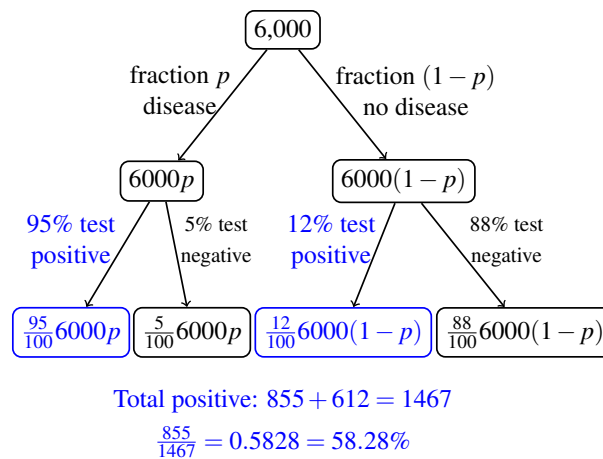 6,000
fraction p
disease
fraction (1 − p)
no disease
6000p
6000(1 − p)
95% test
positive
5% test
negative
12% test
positive
88% test
negative
95/100 6000p
5/100 6000p
12/100 6000(1 − p)
88/100 6000(1 − p)
Total positive: 855 + 612 = 1467
855/1467 = 0.5828 = 58.28%